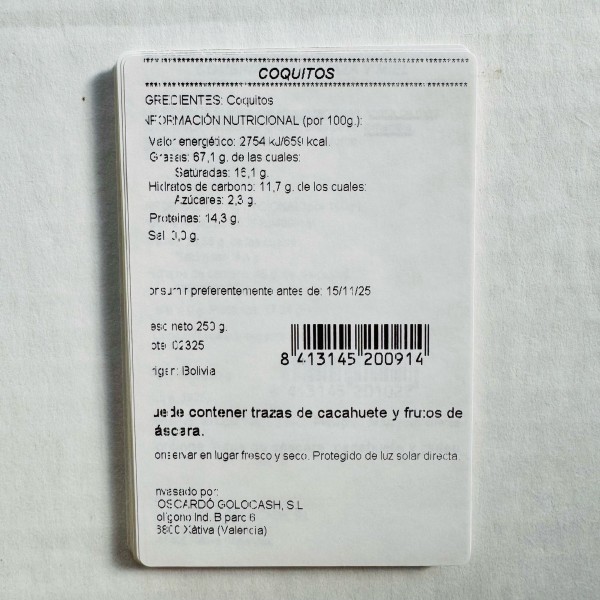 COQUITOS
GREDIENTES: Coquitos
NFORMACIÓN NUTRICIONAL (por 100g.):
Valor energético: 2754 kJ/659 kcal.
Grasas: 67,1 g. de las cuales:
Saturadas: 15,1 g.
Hidratos de carbono: 11,7 g. de los cuales:
Azúcares: 2,3 g.
Proteinas: 14,3 g.
Sal: 0,0 g.
onsumir preferentemente antes de: 15/11/25
eso neto 250 g.
ote: 02325
rigen: Bolivia
8 413145 200914
uede contener trazas de cacahuete y frutos de
áscara.
onservar en lugar fresco y seco. Protegido de luz solar directa.
nvasado por:
OSCARDÓ GOLOCASH, S.L
olígono Ind. B parc 6
6800 Xátiva (Valencia)